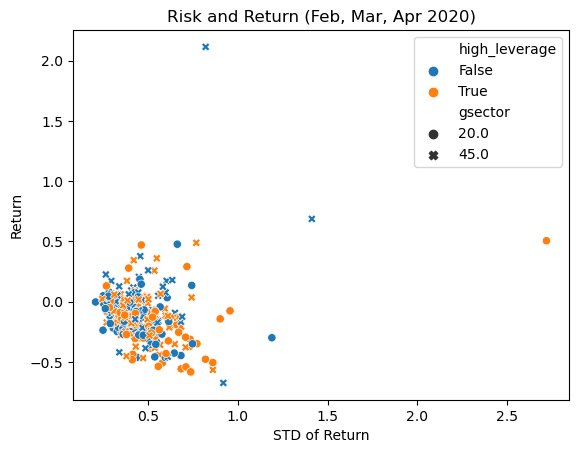 Risk and Return (Feb, Mar, Apr 2020)
high_leverage
False
True
gsector
20.0
45.0
Return
2.0
1.5
1.0
0.5
0.0
−0.5
0.5
1.0
1.5
2.0
2.5
STD of Return